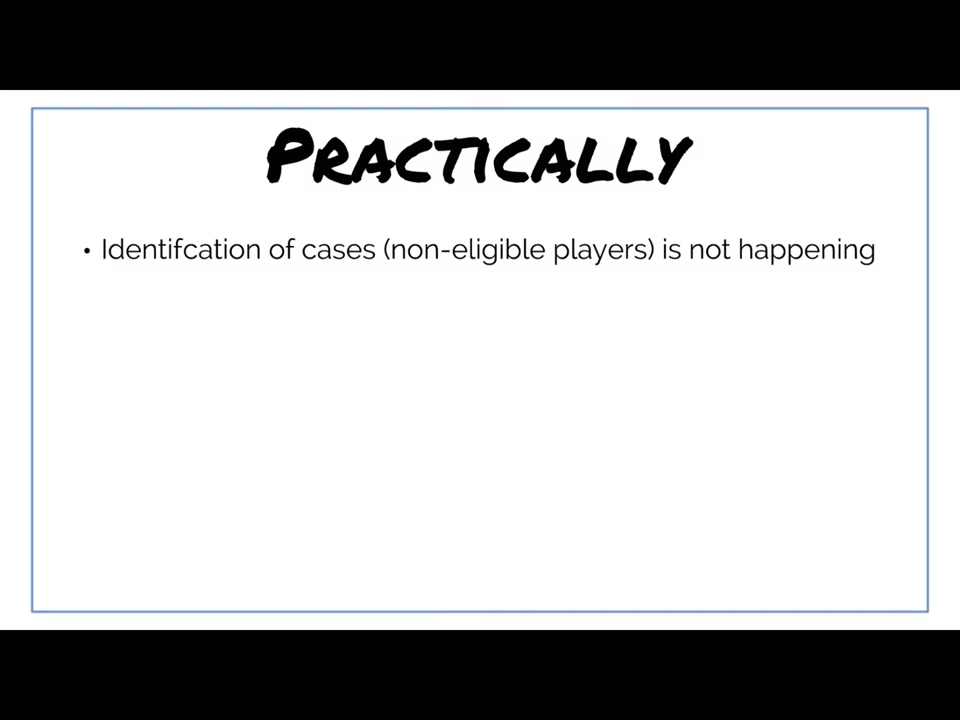 PRACTICALLY
• Identifcation of cases (non-eligible players) is not happening